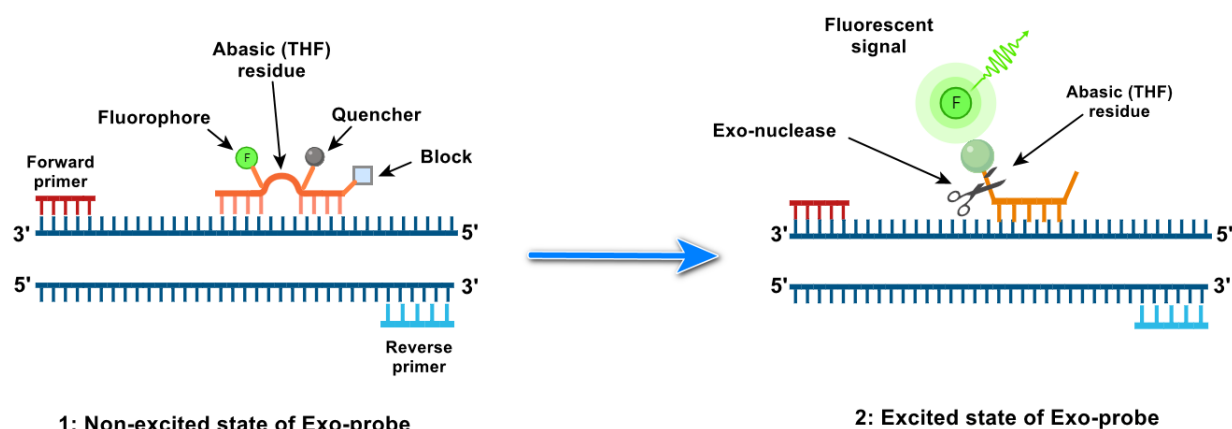 Abasic (THF)
residue
Fluorophore
Quencher
Block
Forward
primer
F
3'
5'
5'
3'
Reverse
primer
1: Non-excited state of Exo-probe
Fluorescent
signal
F
Abasic (THF)
residue
Exo-nuclease
3'
5'
5'
3'
2: Excited state of Exo-probe